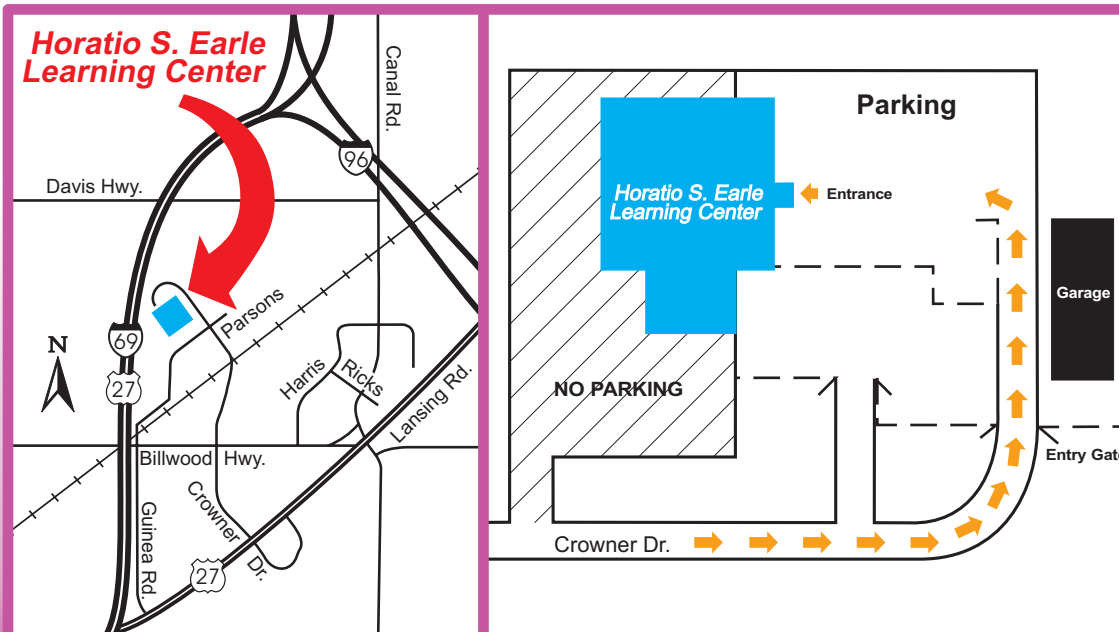 Horatio S. Earle
Learning Center
Canal Rd.
96
Davis Hwy.
Parsons
69
27
N
Harris
Ricks
Lansing Rd.
Billwood Hwy.
Guinea Rd.
Crowner Dr.
27
Parking
Horatio S. Earle
Learning Center
Entrance
Garage
NO PARKING
Entry Gate
Crowner Dr.